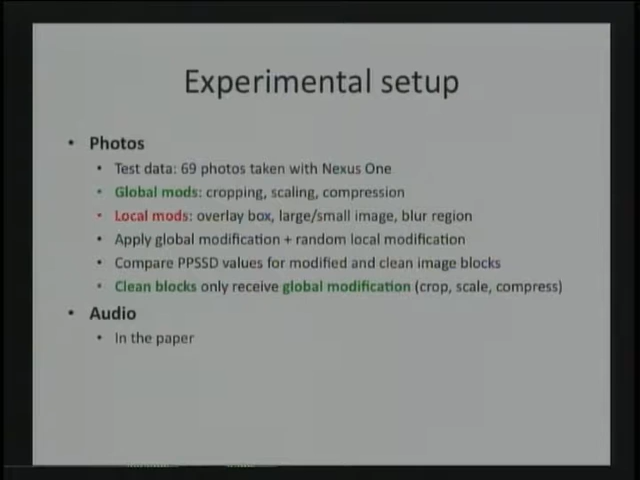 Experimental setup
• Photos
• Test data: 69 photos taken with Nexus One
• Global mods: cropping, scaling, compression
• Local mods: overlay box, large/small image, blur region
• Apply global modification + random local modification
• Compare PPSSD values for modified and clean image blocks
• Clean blocks only receive global modification (crop, scale, compress)
• Audio
• In the paper